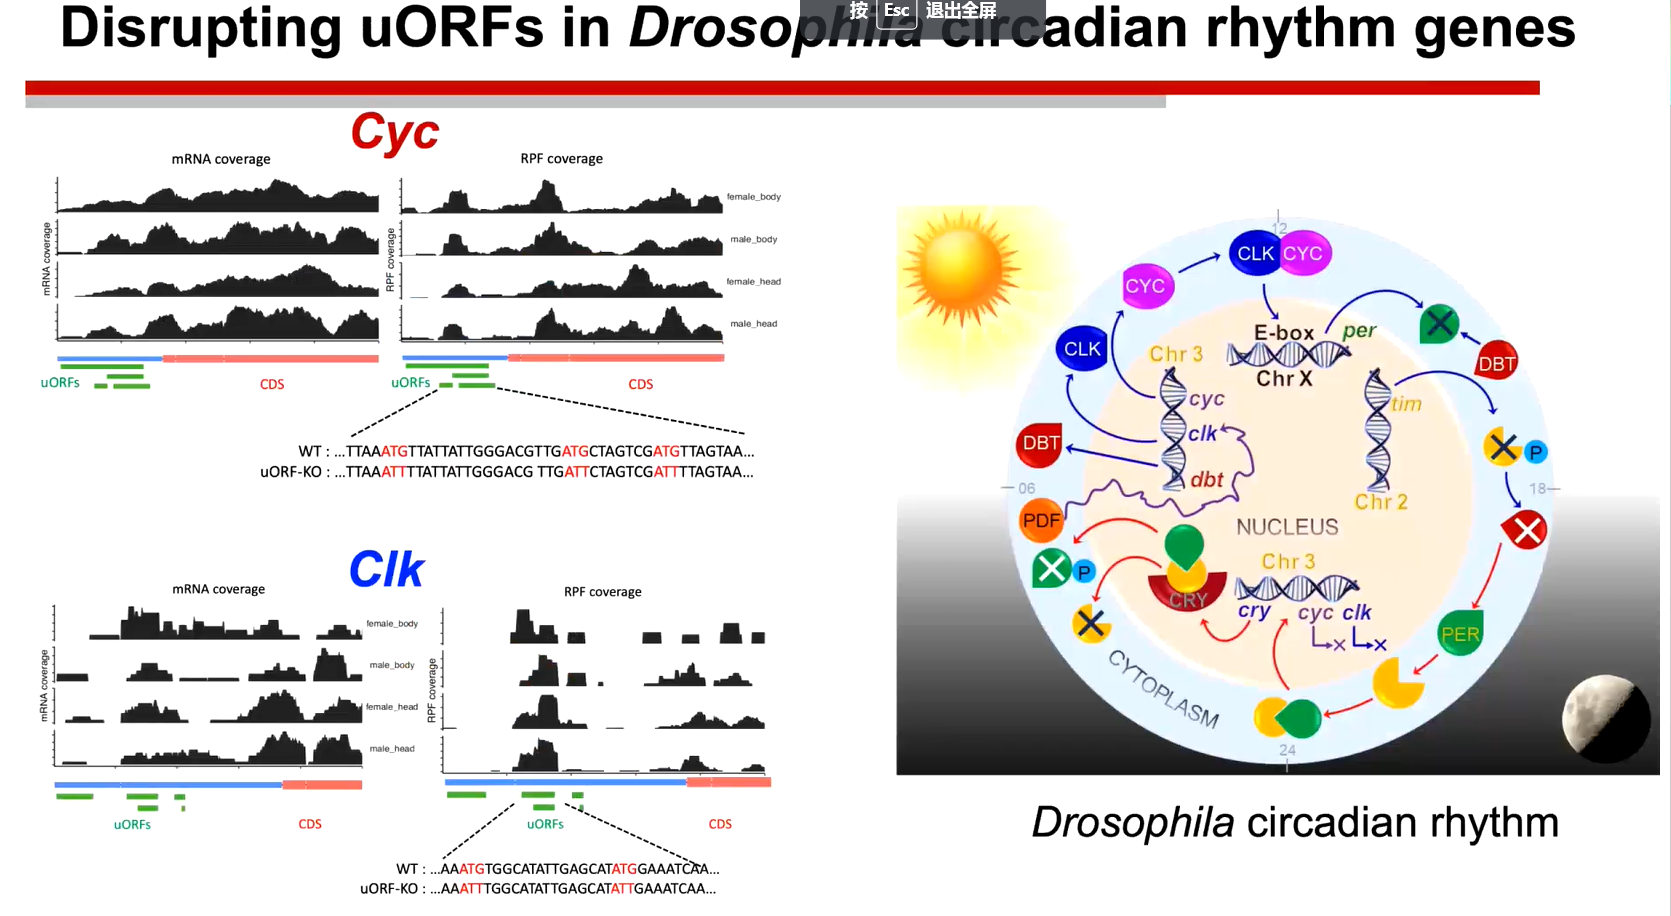 Disrupting uORFs in Drosophila circadian rhythm genes
按 Esc 退出全屏
Cyc
mRNA coverage
RPF coverage
mRNA coverage
RPF coverage
female_body
male_body
female_head
male_head
uORFs
CDS
uORFs
CDS
WT : ...TTAAATGTTATTATTGGGACGTTGATGCTAGTCGATGTTAGTAA...
uORF-KO : ...TTAAATTTTATTATTGGGACG TTGATTCTAGTCGATTTTAGTAA...
Clk
mRNA coverage
RPF coverage
mRNA coverage
RPF coverage
female_body
male_body
female_head
male_head
uORFs
CDS
uORFs
CDS
WT : ...AAATGTGGCATATTGAGCATATGGAAATCAA...
uORF-KO : ...AAATTTGGCATATTGAGCATATTGAAATCAA...
12
CLK CYC
CYC
E-box
per
CLK
Chr 3
Chr X
DBT
cyc
tim
clk
DBT
P
dbt
06
Chr 2
18
PDF
NUCLEUS
P
Chr 3
CRY
cry
cyc clk
PER
CYTOPLASM
24
Drosophila circadian rhythm